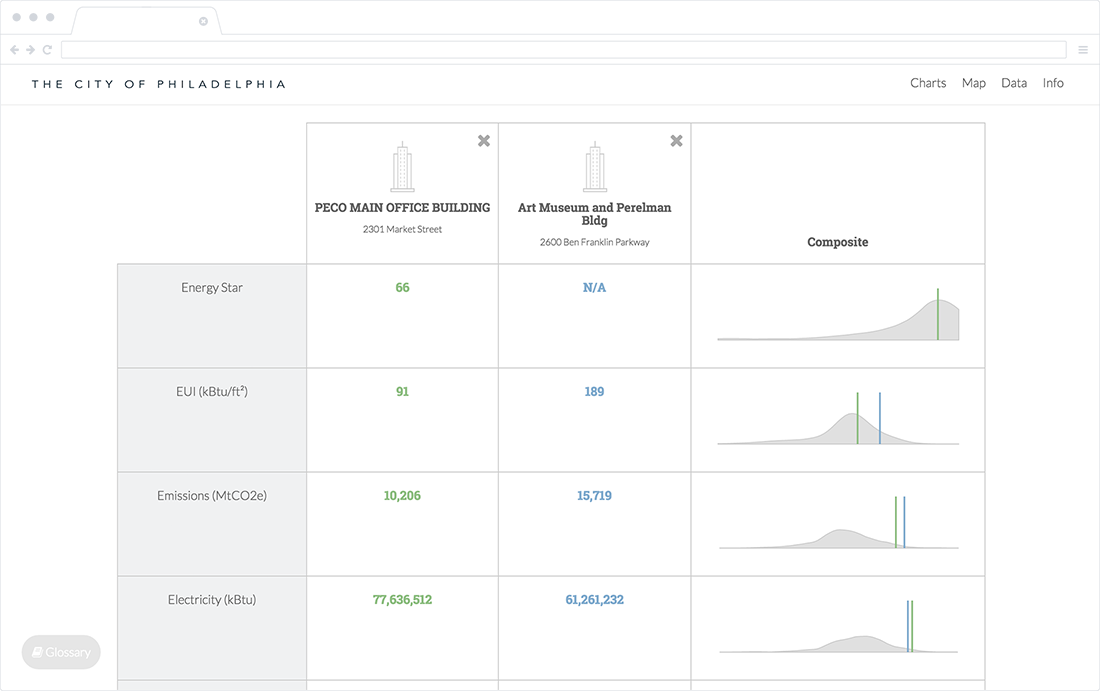 THE CITY OF PHILADELPHIA
Charts Map Data Info
PECO MAIN OFFICE BUILDING
2301 Market Street
Art Museum and Perelman
Bldg
2600 Ben Franklin Parkway
Composite
Energy Star 66 N/A
EUI (kBtu/ft²) 91 189
Emissions (MtCO2e) 10,206 15,719
Electricity (kBtu) 77,636,512 61,261,232
Glossary